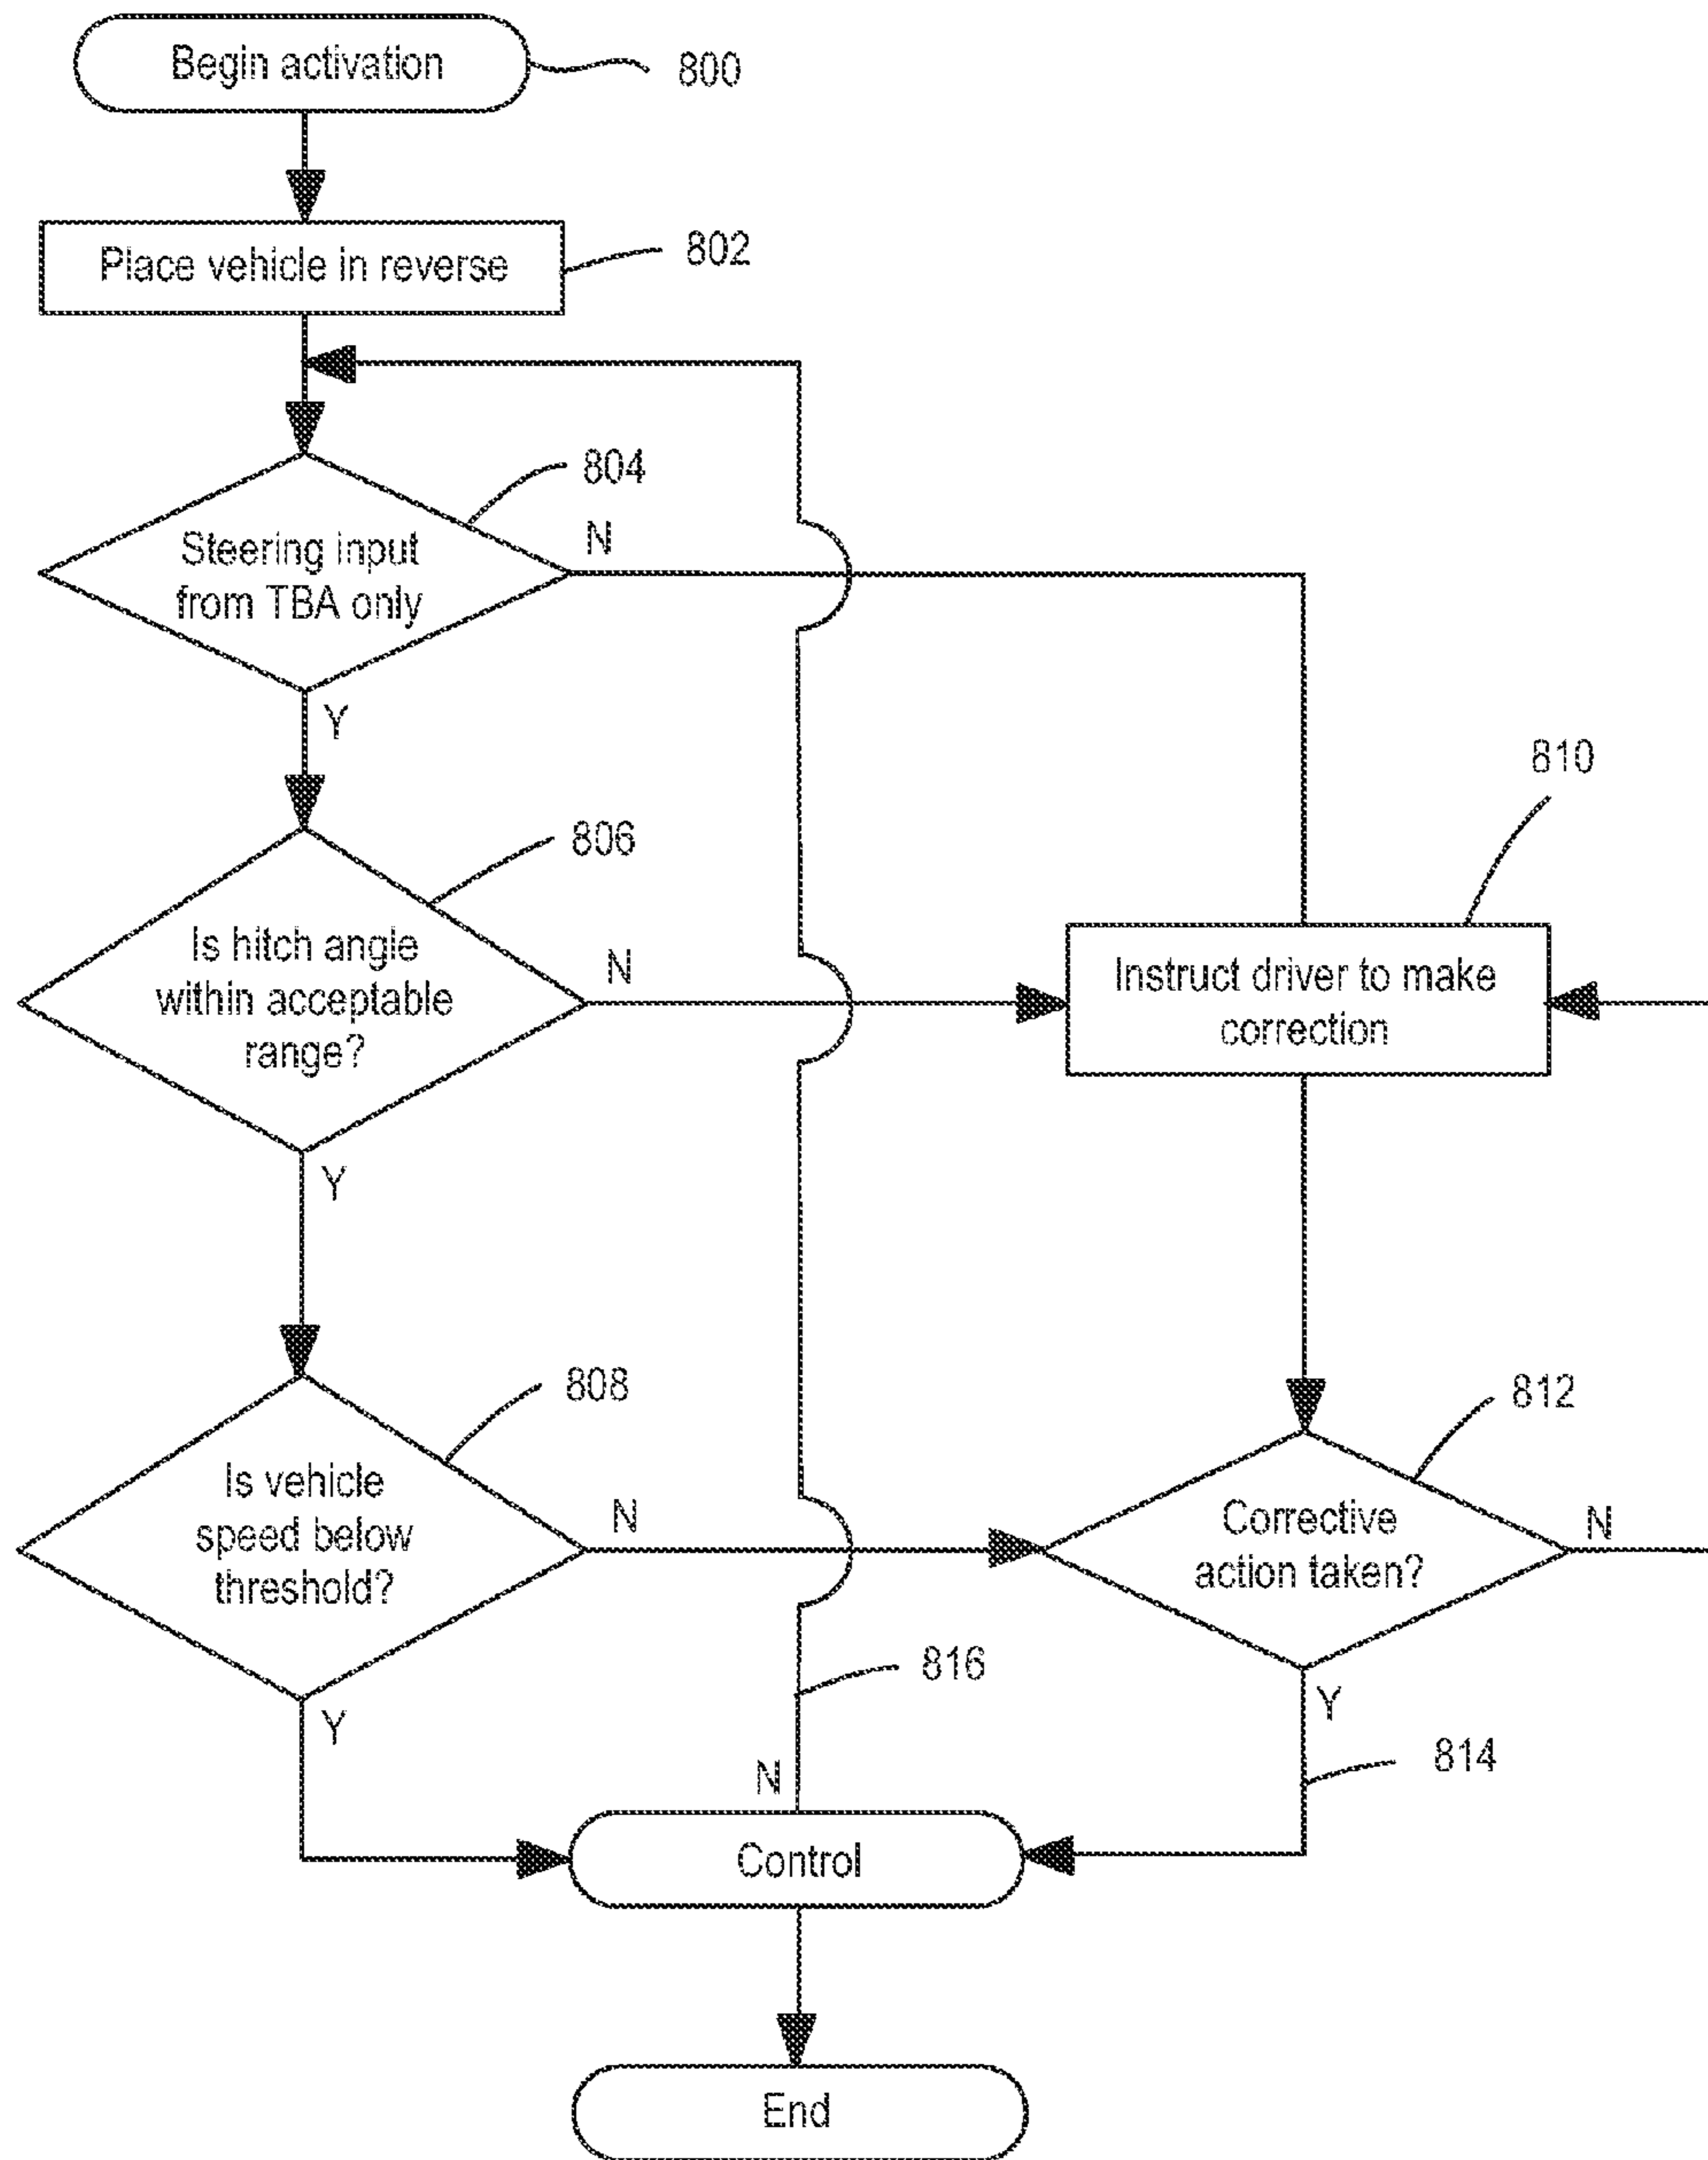 Begin activation
800
Place vehicle in reverse
802
804
Steering input
from TBA only
N
Y
810
806
Is hitch angle
within acceptable
range?
N
Instruct driver to make
correction
Y
808
Is vehicle
speed below
threshold?
N
812
Corrective
action taken?
N
Y
816
Y
814
N
Control
End